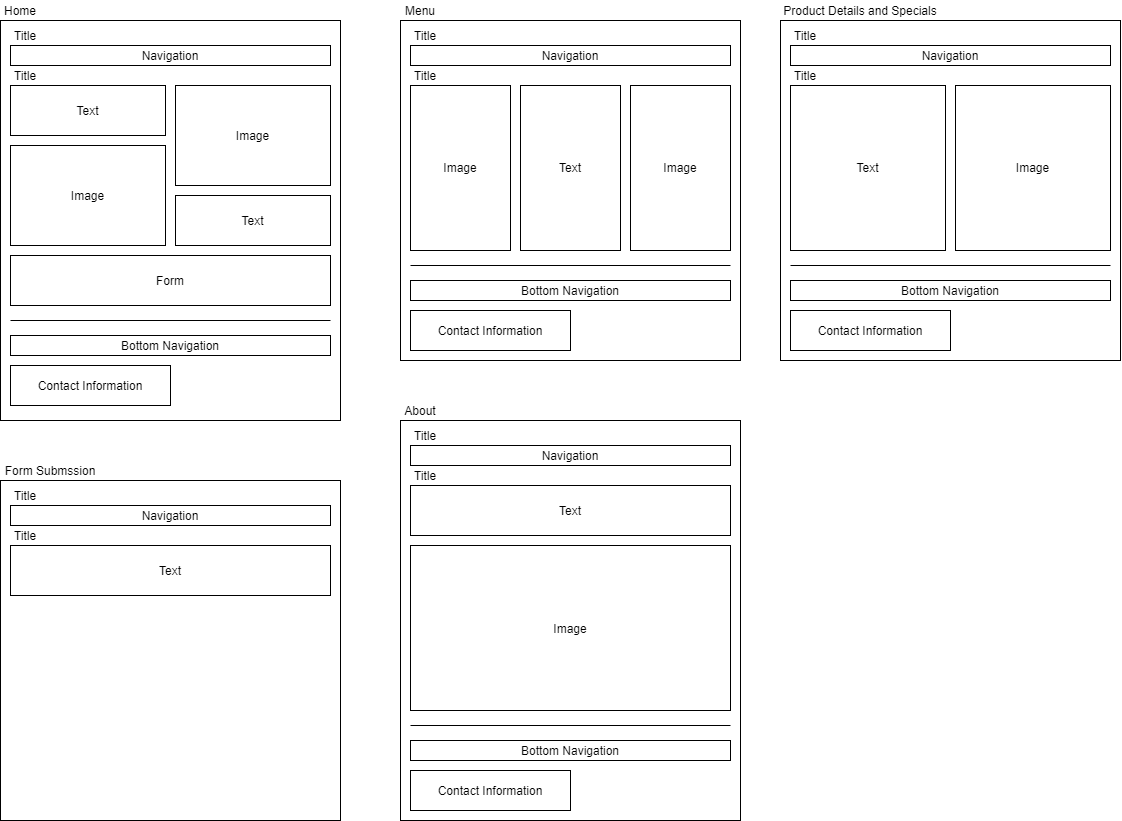 Home
Title
Navigation
Title
Text
Image
Image
Text
Form
Bottom Navigation
Contact Information
Menu
Title
Navigation
Title
Image
Text
Image
Bottom Navigation
Contact Information
Product Details and Specials
Title
Navigation
Title
Text
Image
Bottom Navigation
Contact Information
Form Submssion
Title
Navigation
Title
Text
About
Title
Navigation
Title
Text
Image
Bottom Navigation
Contact Information